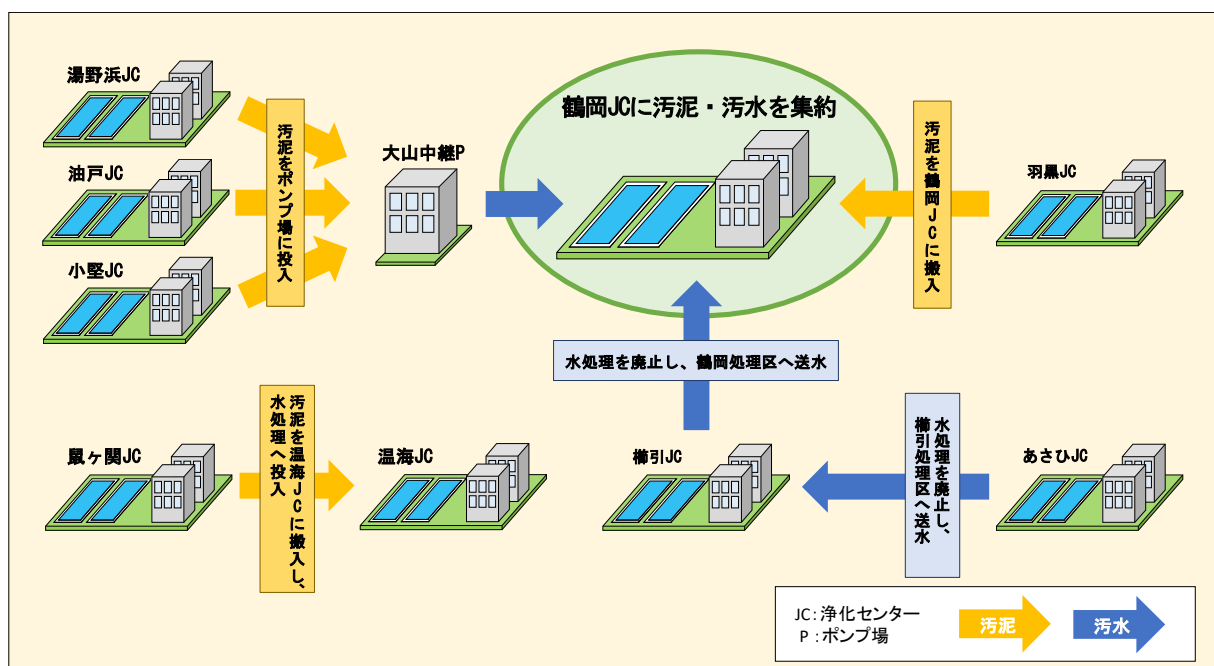 湯野浜JC
油戸JC
小堅JC
汚泥をポンプ場に投入
大山中継P
鶴岡JCに汚泥・汚水を集約
汚泥を鶴岡JCに搬入
羽黒JC
水処理を廃止し、鶴岡処理区へ送水
鼠ヶ関JC
汚泥を温海JCに搬入し、
水処理へ投入
温海JC
櫛引JC
水処理を廃止し、
櫛引処理区へ送水
あさひJC
JC:浄化センター
P:ポンプ場
汚泥
汚水